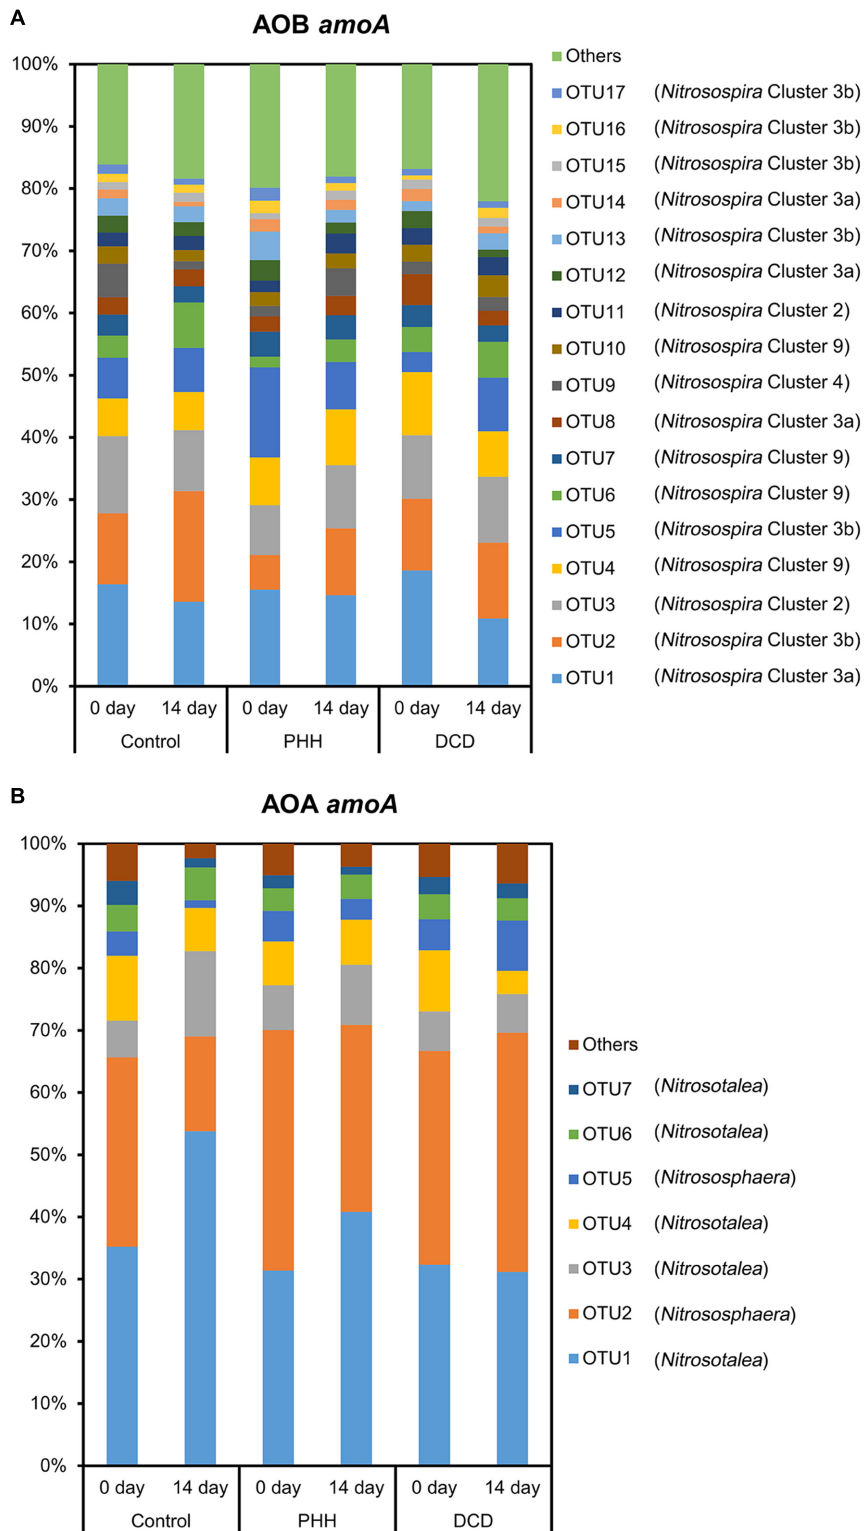 A
AOB amoA
100%
90%
80%
70%
60%
50%
40%
30%
20%
10%
0%
0 day 14 day 0 day 14 day 0 day 14 day
Control PHH DCD
Others
OTU17 (Nitrosospira Cluster 3b)
OTU16 (Nitrosospira Cluster 3b)
OTU15 (Nitrosospira Cluster 3b)
OTU14 (Nitrosospira Cluster 3a)
OTU13 (Nitrosospira Cluster 3b)
OTU12 (Nitrosospira Cluster 3a)
OTU11 (Nitrosospira Cluster 2)
OTU10 (Nitrosospira Cluster 9)
OTU9 (Nitrosospira Cluster 4)
OTU8 (Nitrosospira Cluster 3a)
OTU7 (Nitrosospira Cluster 9)
OTU6 (Nitrosospira Cluster 9)
OTU5 (Nitrosospira Cluster 3b)
OTU4 (Nitrosospira Cluster 9)
OTU3 (Nitrosospira Cluster 2)
OTU2 (Nitrosospira Cluster 3b)
OTU1 (Nitrosospira Cluster 3a)
B
AOA amoA
100%
90%
80%
70%
60%
50%
40%
30%
20%
10%
0%
0 day 14 day 0 day 14 day 0 day 14 day
Control PHH DCD
Others
OTU7 (Nitrosotalea)
OTU6 (Nitrosotalea)
OTU5 (Nitrososphaera)
OTU4 (Nitrosotalea)
OTU3 (Nitrosotalea)
OTU2 (Nitrososphaera)
OTU1 (Nitrosotalea)